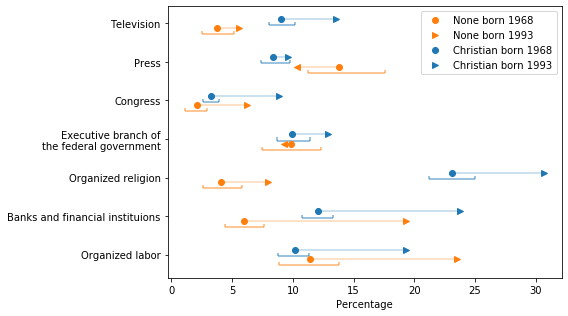 Television
Press
Congress
Executive branch of
the federal government
Organized religion
Banks and financial instituions
Organized labor
None born 1968
None born 1993
Christian born 1968
Christian born 1993
0 5 10 15 20 25 30
Percentage